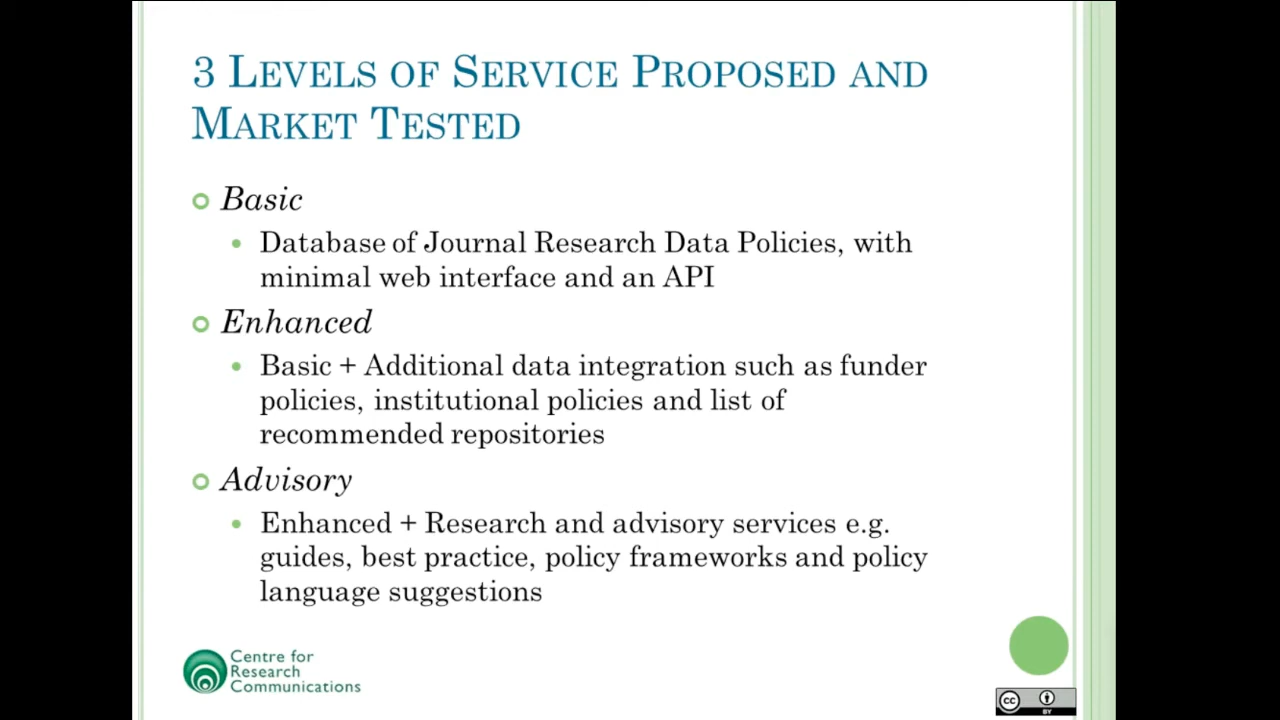 3 Levels of Service Proposed and
Market Tested
Basic
Database of Journal Research Data Policies, with
minimal web interface and an API
Enhanced
Basic + Additional data integration such as funder
policies, institutional policies and list of
recommended repositories
Advisory
Enhanced + Research and advisory services e.g.
guides, best practice, policy frameworks and policy
language suggestions
Centre for
Research
Communications
cc
BY